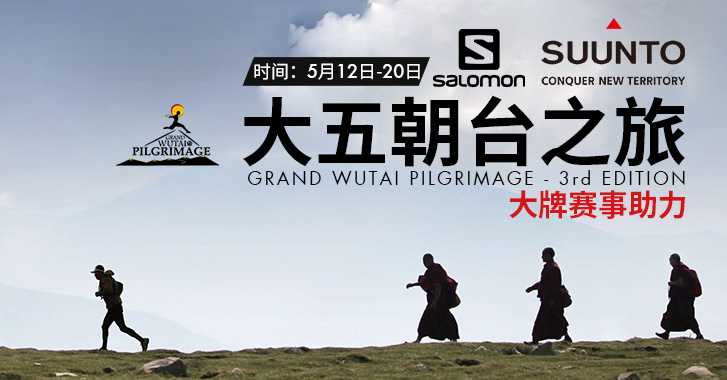 时间：5月12日-20日
S
SALOMON
SUUNTO
CONQUER NEW TERRITORY
GRAND
WUTAI
PILGRIMAGE
大五朝台之旅
GRAND WUTAI PILGRIMAGE - 3rd EDITION
大牌赛事助力